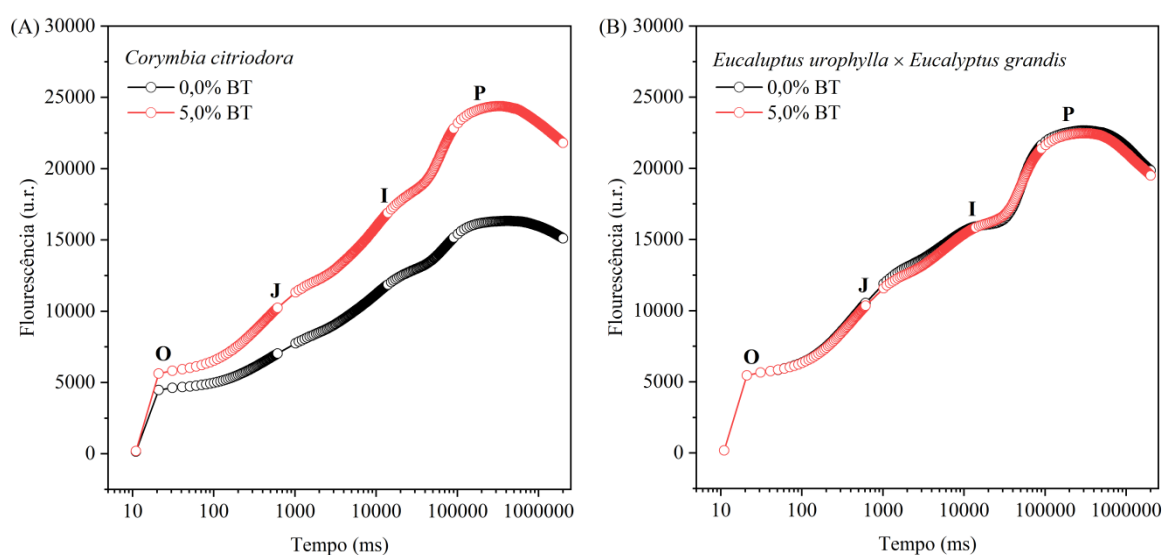 (A)
Corymbia citriodora
0,0% BT
5,0% BT
O
J
I
P
30000
25000
20000
15000
10000
5000
0
10 100 1000 10000 100000 1000000
Flourescência (u.r.)
Tempo (ms)
(B)
Eucaluptus urophylla × Eucalyptus grandis
0,0% BT
5,0% BT
O
J
I
P
30000
25000
20000
15000
10000
5000
0
10 100 1000 10000 100000 1000000
Flourescência (u.r.)
Tempo (ms)